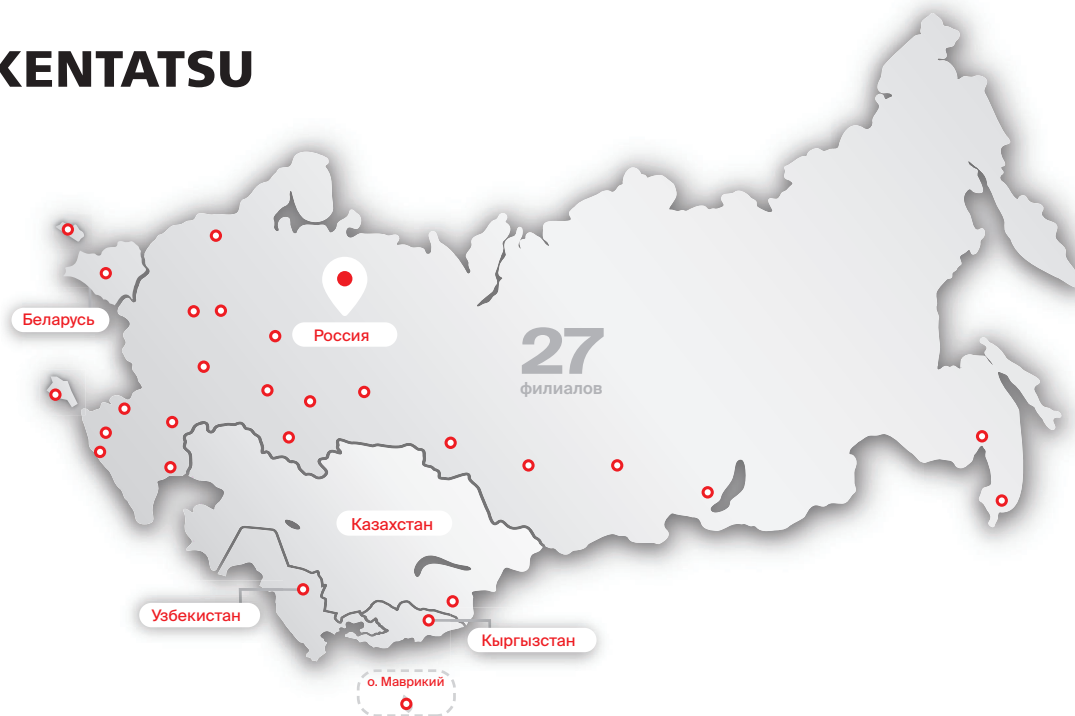 KENTATSU
Беларусь
Россия
27
филиалов
Казахстан
Узбекистан
Кыргызстан
о. Маврикий